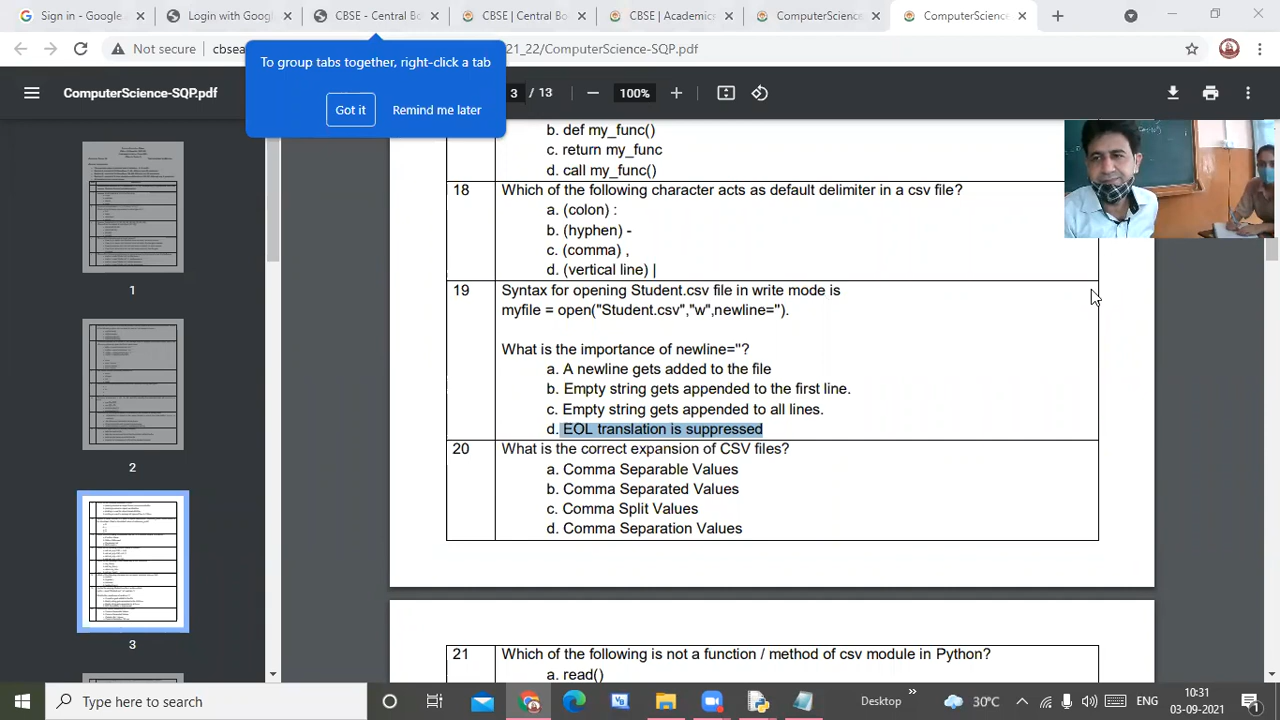 Sign in - Google
Login with Goog
CBSE - Central Bo
CBSE | Central Bo
CBSE | Academic
ComputerScience
ComputerScience
Not secure
cbsea
21_22/ComputerScience-SQP.pdf
To group tabs together, right-click a tab
Got it
Remind me later
ComputerScience-SQP.pdf
3 / 13
100%
b. def my_func()
c. return my_func
d. call my_func()
18 Which of the following character acts as default delimiter in a csv file?
a. (colon) :
b. (hyphen) -
c. (comma) ,
d. (vertical line) |
19 Syntax for opening Student.csv file in write mode is
myfile = open("Student.csv","w",newline='').
What is the importance of newline=''?
a. A newline gets added to the file
b. Empty string gets appended to the first line.
c. Empty string gets appended to all lines.
d. EOL translation is suppressed
20 What is the correct expansion of CSV files?
a. Comma Separable Values
b. Comma Separated Values
c. Comma Split Values
d. Comma Separation Values
21 Which of the following is not a function / method of csv module in Python?
a. read()
1
2
3
Type here to search
Desktop
30°C
ENG
10:31
03-09-2021
1